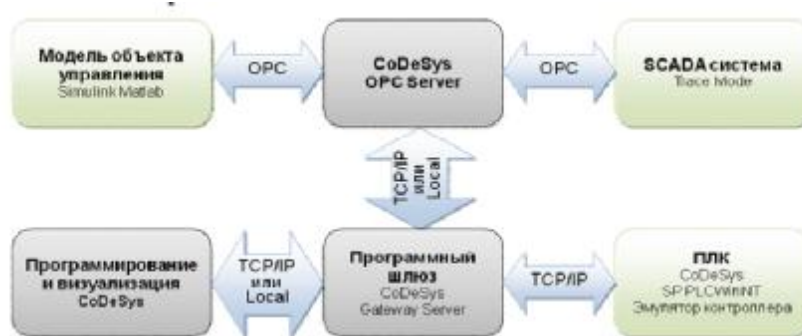 Модель объекта
управления
Simulink Matlab
OPC
CoDeSys
OPC Server
OPC
SCADA система
Trace Mode
TCP/IP
или
Local
Программирование
и визуализация
CoDeSys
TCP/IP
или
Local
Программный
шлюз
CoDeSys
Gateway Server
TCP/IP
ПЛК
CoDeSys
SP PLCWinNT
Эмулятор контроллера